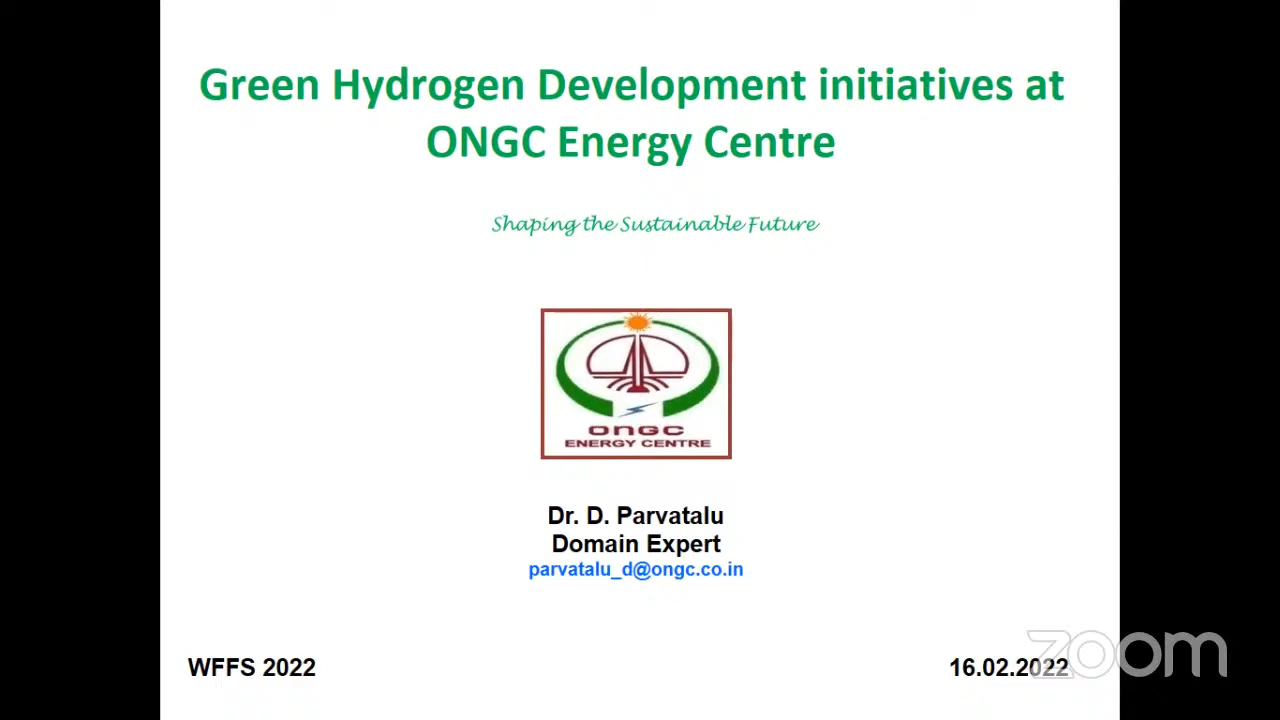 Green Hydrogen Development initiatives at
ONGC Energy Centre
Shaping the Sustainable Future
ONGC
ENERGY CENTRE
Dr. D. Parvatalu
Domain Expert
parvatalu_d@ongc.co.in
WFFS 2022
16.02.2022
zoom